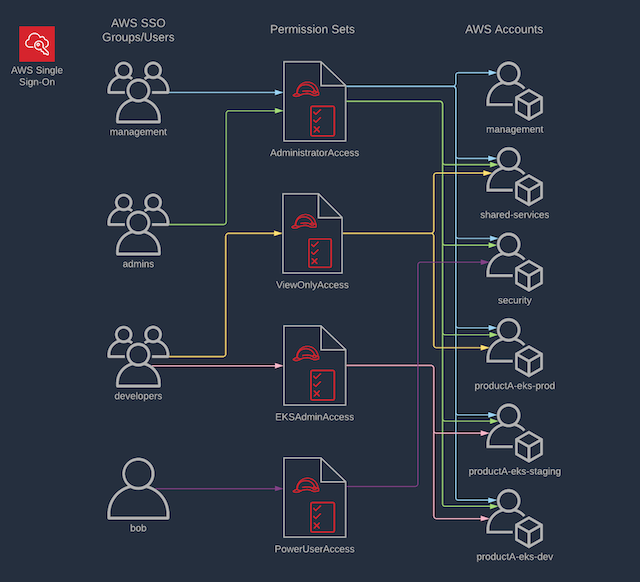 AWS SSO
Groups/Users
Permission Sets
AWS Accounts
AWS Single
Sign-On
management
AdministratorAccess
management
shared-services
admins
ViewOnlyAccess
security
productA-eks-prod
developers
EKSAdminAccess
productA-eks-staging
bob
PowerUserAccess
productA-eks-dev